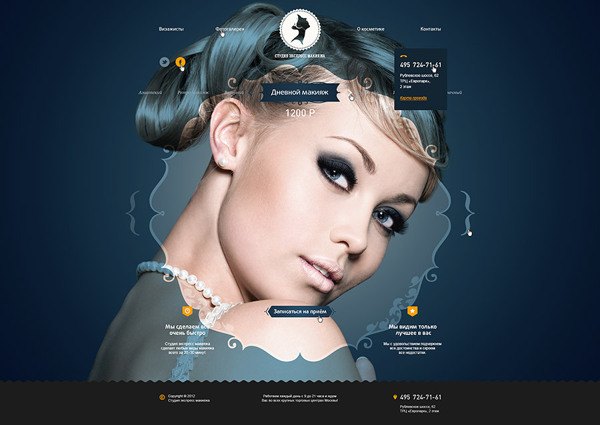 Визажисты
Фотогалерея
О косметике
Контакты
СТУДИЯ ЭКСПРЕСС МАКИЯЖА
495 724-71-61
Рублевское шоссе, 62
ТРЦ «Европарк»,
2 этаж
Карта проезда
Дневной макияж
1200 Р
Записаться на приём
Мы сделаем всё
очень быстро
Студия экспресс макияжа
сделает любые виды макияжа
всего за 20-30 минут.
Мы видим только
лучшее в вас
Мы с удовольствием подчеркнем
все достоинства и скроем
все недостатки.
Copyright © 2012
Студия экспресс макияжа
Работаем каждый день с 9 до 21 часа и ждем
Вас во всех крупных торговых центрах Москвы!
495 724-71-61
Рублевское шоссе, 62
ТРЦ «Европарк», 2 этаж